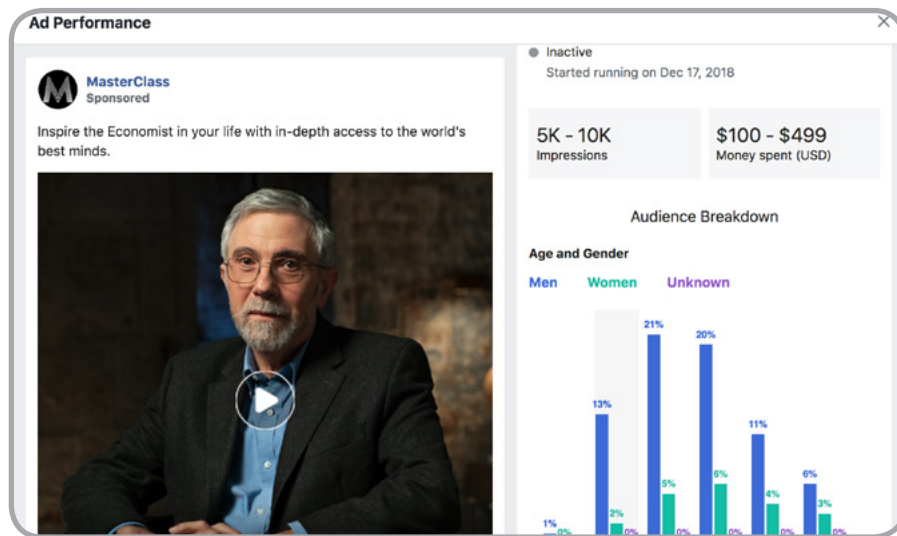 Ad Performance
×
MasterClass
Sponsored
Inspire the Economist in your life with in-depth access to the world's
best minds.
Inactive
Started running on Dec 17, 2018
5K - 10K
Impressions
$100 - $499
Money spent (USD)
Audience Breakdown
Age and Gender
Men Women Unknown
1% 0%
13% 2% 0%
21% 5% 0%
20% 6% 0%
11% 4% 0%
6% 3% 0%